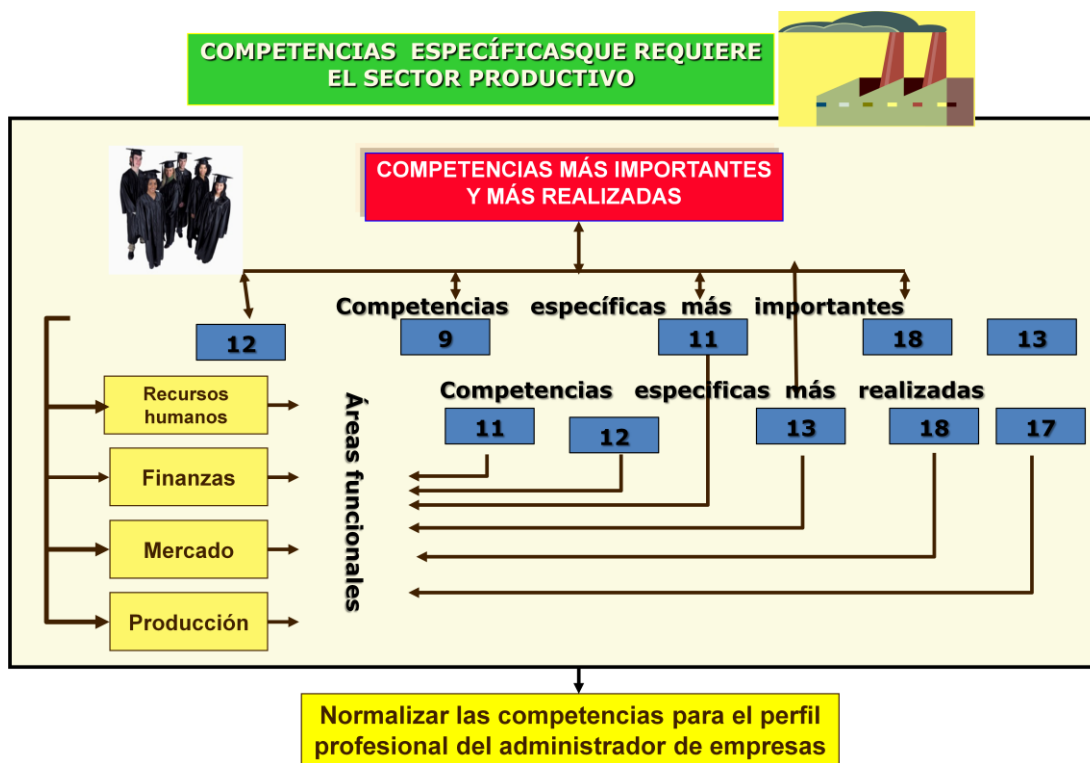 COMPETENCIAS ESPECÍFICASQUE REQUIERE
EL SECTOR PRODUCTIVO
COMPETENCIAS MÁS IMPORTANTES
Y MÁS REALIZADAS
Competencias específicas más importantes
12
9
11
18
13
Competencias especificas más realizadas
11
12
13
18
17
Recursos
humanos
Finanzas
Mercado
Producción
Áreas funcionales
Normalizar las competencias para el perfil
profesional del administrador de empresas